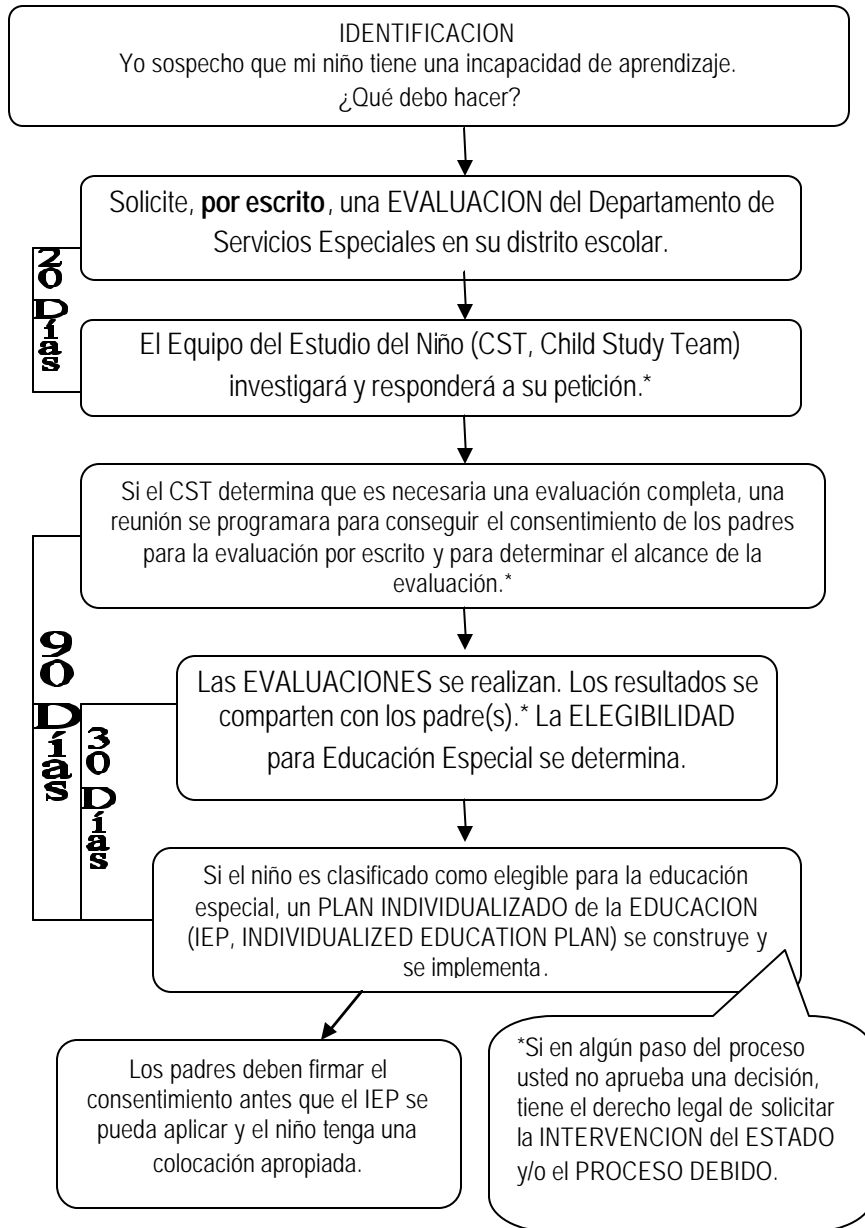 IDENTIFICACION
Yo sospecho que mi niño tiene una incapacidad de aprendizaje.
¿Qué debo hacer?
Solicite, por escrito, una EVALUACION del Departamento de
Servicios Especiales en su distrito escolar.
20 Días
El Equipo del Estudio del Niño (CST, Child Study Team)
investigará y responderá a su petición.*
Si el CST determina que es necesaria una evaluación completa, una
reunión se programara para conseguir el consentimiento de los padres
para la evaluación por escrito y para determinar el alcance de la
evaluación.*
90 Días
Las EVALUACIONES se realizan. Los resultados se
comparten con los padre(s).* La ELEGIBILIDAD
para Educación Especial se determina.
30 Días
Si el niño es clasificado como elegible para la educación
especial, un PLAN INDIVIDUALIZADO de la EDUCACION
(IEP, INDIVIDUALIZED EDUCATION PLAN) se construye y
se implementa.
Los padres deben firmar el
consentimiento antes que el IEP se
pueda aplicar y el niño tenga una
colocación apropiada.
*Si en algún paso del proceso
usted no aprueba una decisión,
tiene el derecho legal de solicitar
la INTERVENCION del ESTADO
y/o el PROCESO DEBIDO.